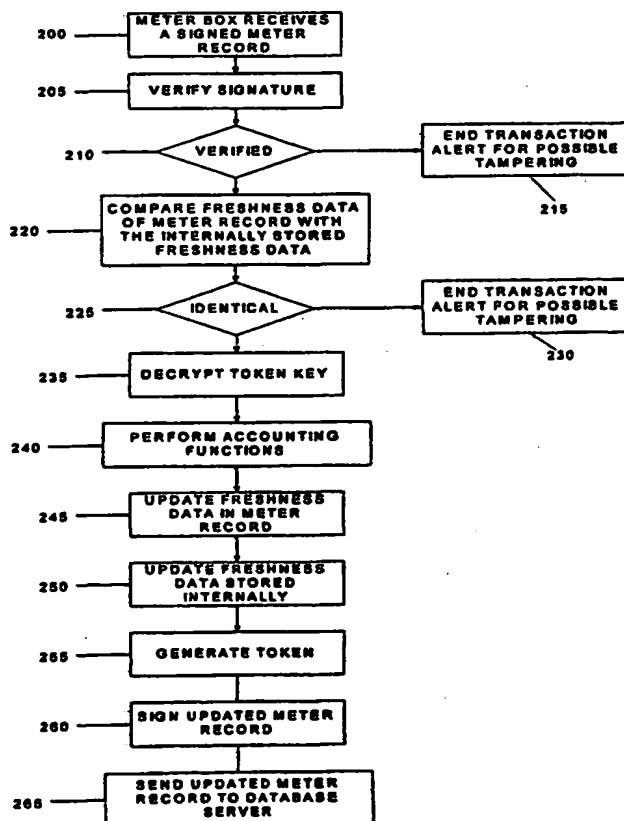 200
METER BOX RECEIVES
A SIGNED METER
RECORD
205
VERIFY SIGNATURE
210
VERIFIED
END TRANSACTION
ALERT FOR POSSIBLE
TAMPERING
215
220
COMPARE FRESHNESS DATA
OF METER RECORD WITH
THE INTERNALLY STORED
FRESHNESS DATA
225
IDENTICAL
END TRANSACTION
ALERT FOR POSSIBLE
TAMPERING
230
235
DECRYPT TOKEN KEY
240
PERFORM ACCOUNTING
FUNCTIONS
245
UPDATE FRESHNESS
DATA IN METER
RECORD
250
UPDATE FRESHNESS
DATA STORED
INTERNALLY
255
GENERATE TOKEN
260
SIGN UPDATED METER
RECORD
265
SEND UPDATED METER
RECORD TO DATABASE
SERVER